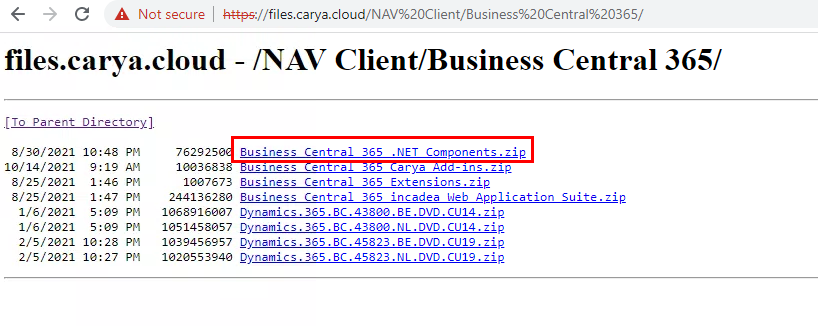 Not secure | https://files.carya.cloud/NAV%20Client/Business%20Central%20365/
files.carya.cloud - /NAV Client/Business Central 365/
[To Parent Directory]
8/30/2021 10:48 PM 76292500 Business Central 365 .NET Components.zip
10/14/2021 9:19 AM 10036838 Business Central 365 Carya Add-ins.zip
8/25/2021 1:46 PM 1007673 Business Central 365 Extensions.zip
8/25/2021 1:47 PM 244136280 Business Central 365 incadea Web Application Suite.zip
1/6/2021 5:09 PM 1068916007 Dynamics.365.BC.43800.BE.DVD.CU14.zip
1/6/2021 5:09 PM 1051458057 Dynamics.365.BC.43800.NL.DVD.CU14.zip
2/5/2021 10:28 PM 1039456957 Dynamics.365.BC.45823.BE.DVD.CU19.zip
2/5/2021 10:27 PM 1020553940 Dynamics.365.BC.45823.NL.DVD.CU19.zip